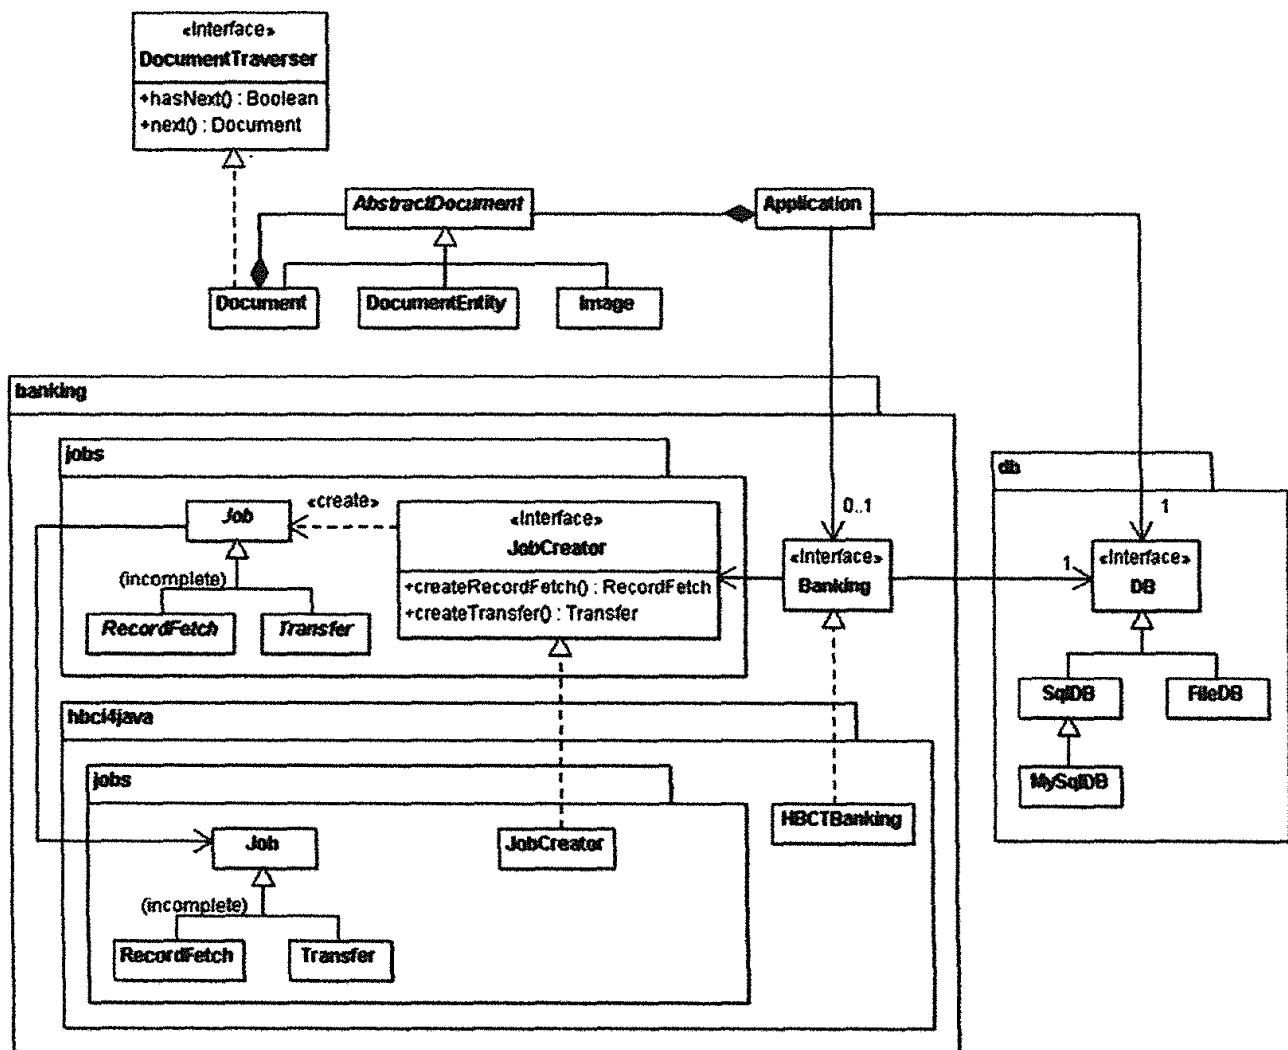 «Interface»
DocumentTraverser
+hasNext() : Boolean
+next() : Document
AbstractDocument
Application
Document
DocumentEntity
Image
banking
jobs
db
Job
«create»
«Interface»
JobCreator
+createRecordFetch() : RecordFetch
+createTransfer() : Transfer
(incomplete)
RecordFetch
Transfer
0..1
«Interface»
Banking
1
1
«Interface»
DB
SqlDB
FileDB
MySqlDB
hbci4java
jobs
Job
JobCreator
HBCTBanking
(incomplete)
RecordFetch
Transfer